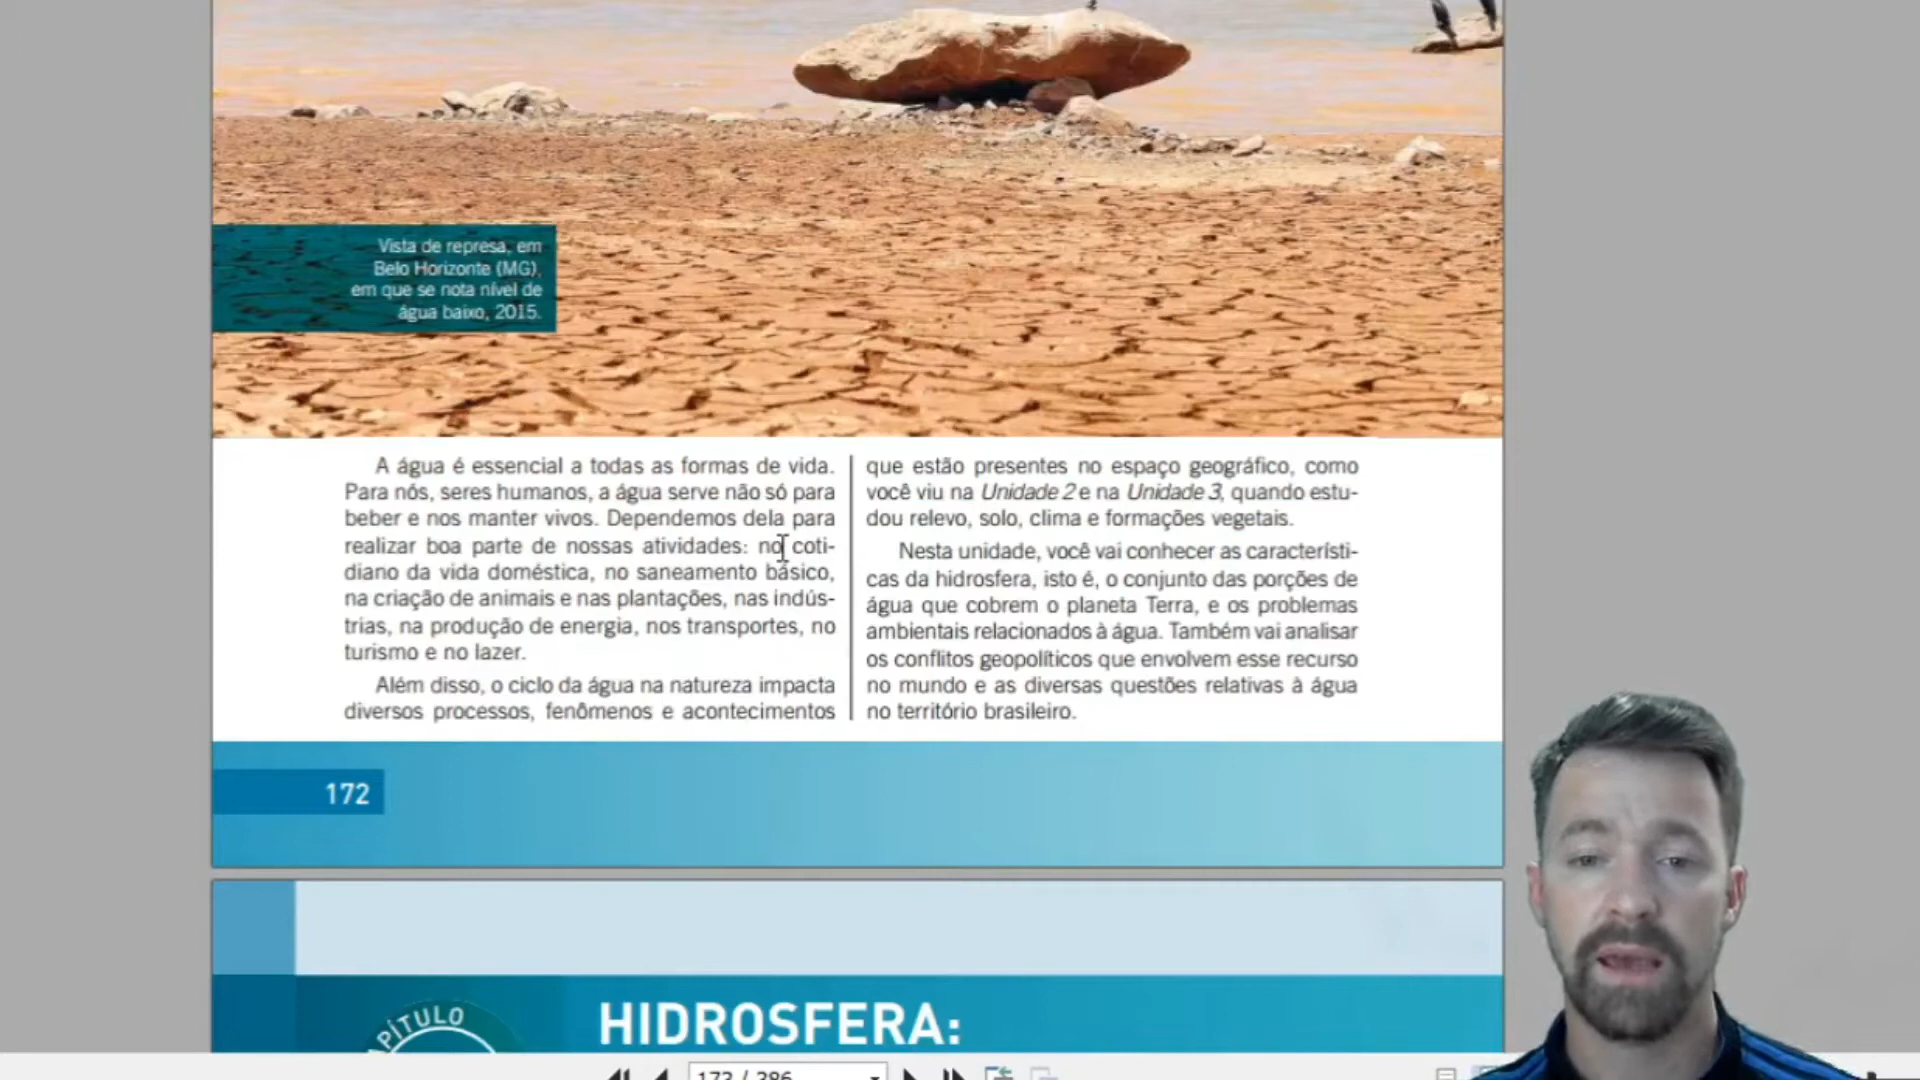 Vista de represa, em
Belo Horizonte (MG),
em que se nota nível de
água baixo, 2015.
A água é essencial a todas as formas de vida.
Para nós, seres humanos, a água serve não só para
beber e nos manter vivos. Dependemos dela para
realizar boa parte de nossas atividades: no coti-
diano da vida doméstica, no saneamento básico,
na criação de animais e nas plantações, nas indús-
trias, na produção de energia, nos transportes, no
turismo e no lazer.
Além disso, o ciclo da água na natureza impacta
diversos processos, fenômenos e acontecimentos
que estão presentes no espaço geográfico, como
você viu na Unidade 2 e na Unidade 3, quando estu-
dou relevo, solo, clima e formações vegetais.
Nesta unidade, você vai conhecer as característi-
cas da hidrosfera, isto é, o conjunto das porções de
água que cobrem o planeta Terra, e os problemas
ambientais relacionados à água. Também vai analisar
os conflitos geopolíticos que envolvem esse recurso
no mundo e as diversas questões relativas à água
no território brasileiro.
172
APÍTULO
HIDROSFERA:
173 / 286